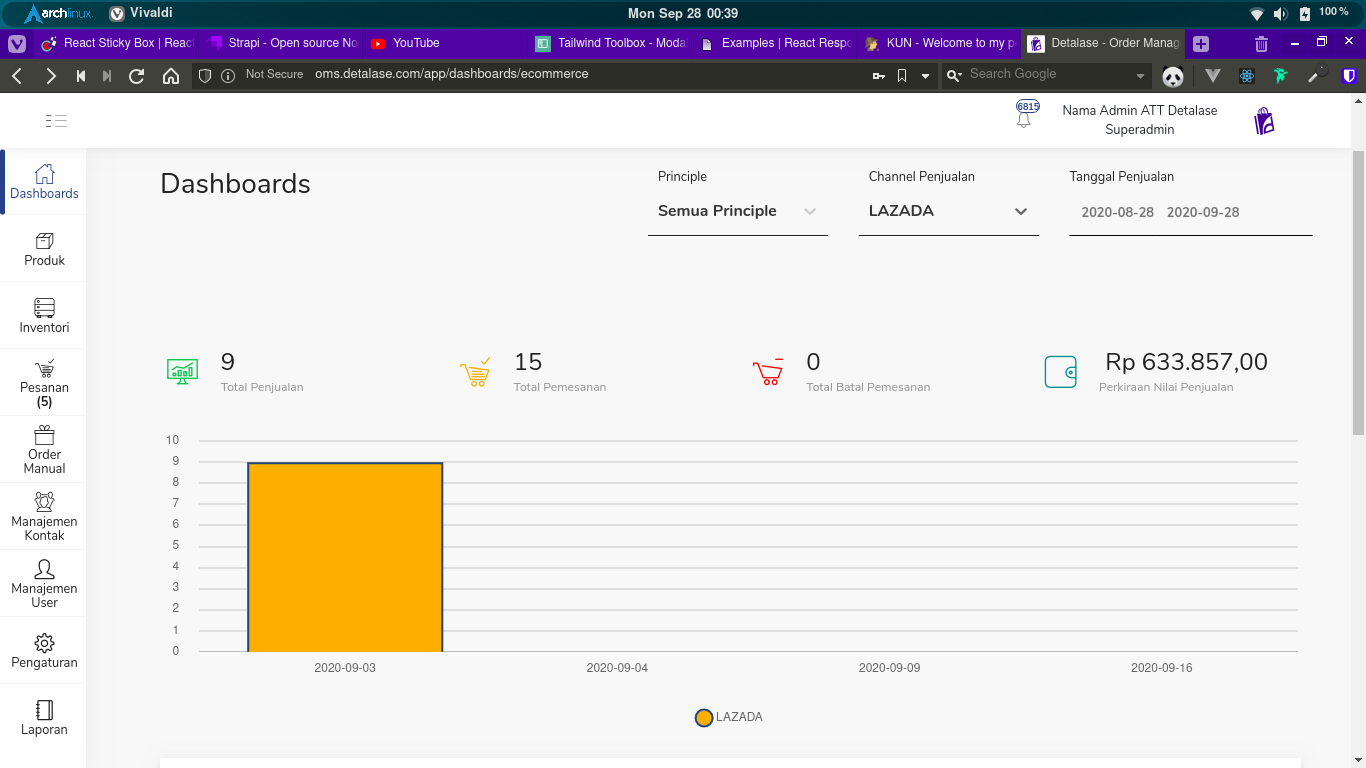 archlinux Vivaldi Mon Sep 28 00:39 100%
React Sticky Box | Reac Strapi - Open source No YouTube Tailwind Toolbox - Moda Examples | React Respo KUN - Welcome to my p Detalase - Order Manag
Not Secure oms.detalase.com/app/dashboards/ecommerce Search Google
6815
Nama Admin ATT Detalase
Superadmin
Dashboards
Produk
Inventori
Pesanan
(5)
Order
Manual
Manajemen
Kontak
Manajemen
User
Pengaturan
Laporan
Dashboards
Principle
Semua Principle
Channel Penjualan
LAZADA
Tanggal Penjualan
2020-08-28 2020-09-28
9
Total Penjualan
15
Total Pemesanan
0
Total Batal Pemesanan
Rp 633.857,00
Perkiraan Nilai Penjualan
10
9
8
7
6
5
4
3
2
1
0
2020-09-03 2020-09-04 2020-09-09 2020-09-16
LAZADA